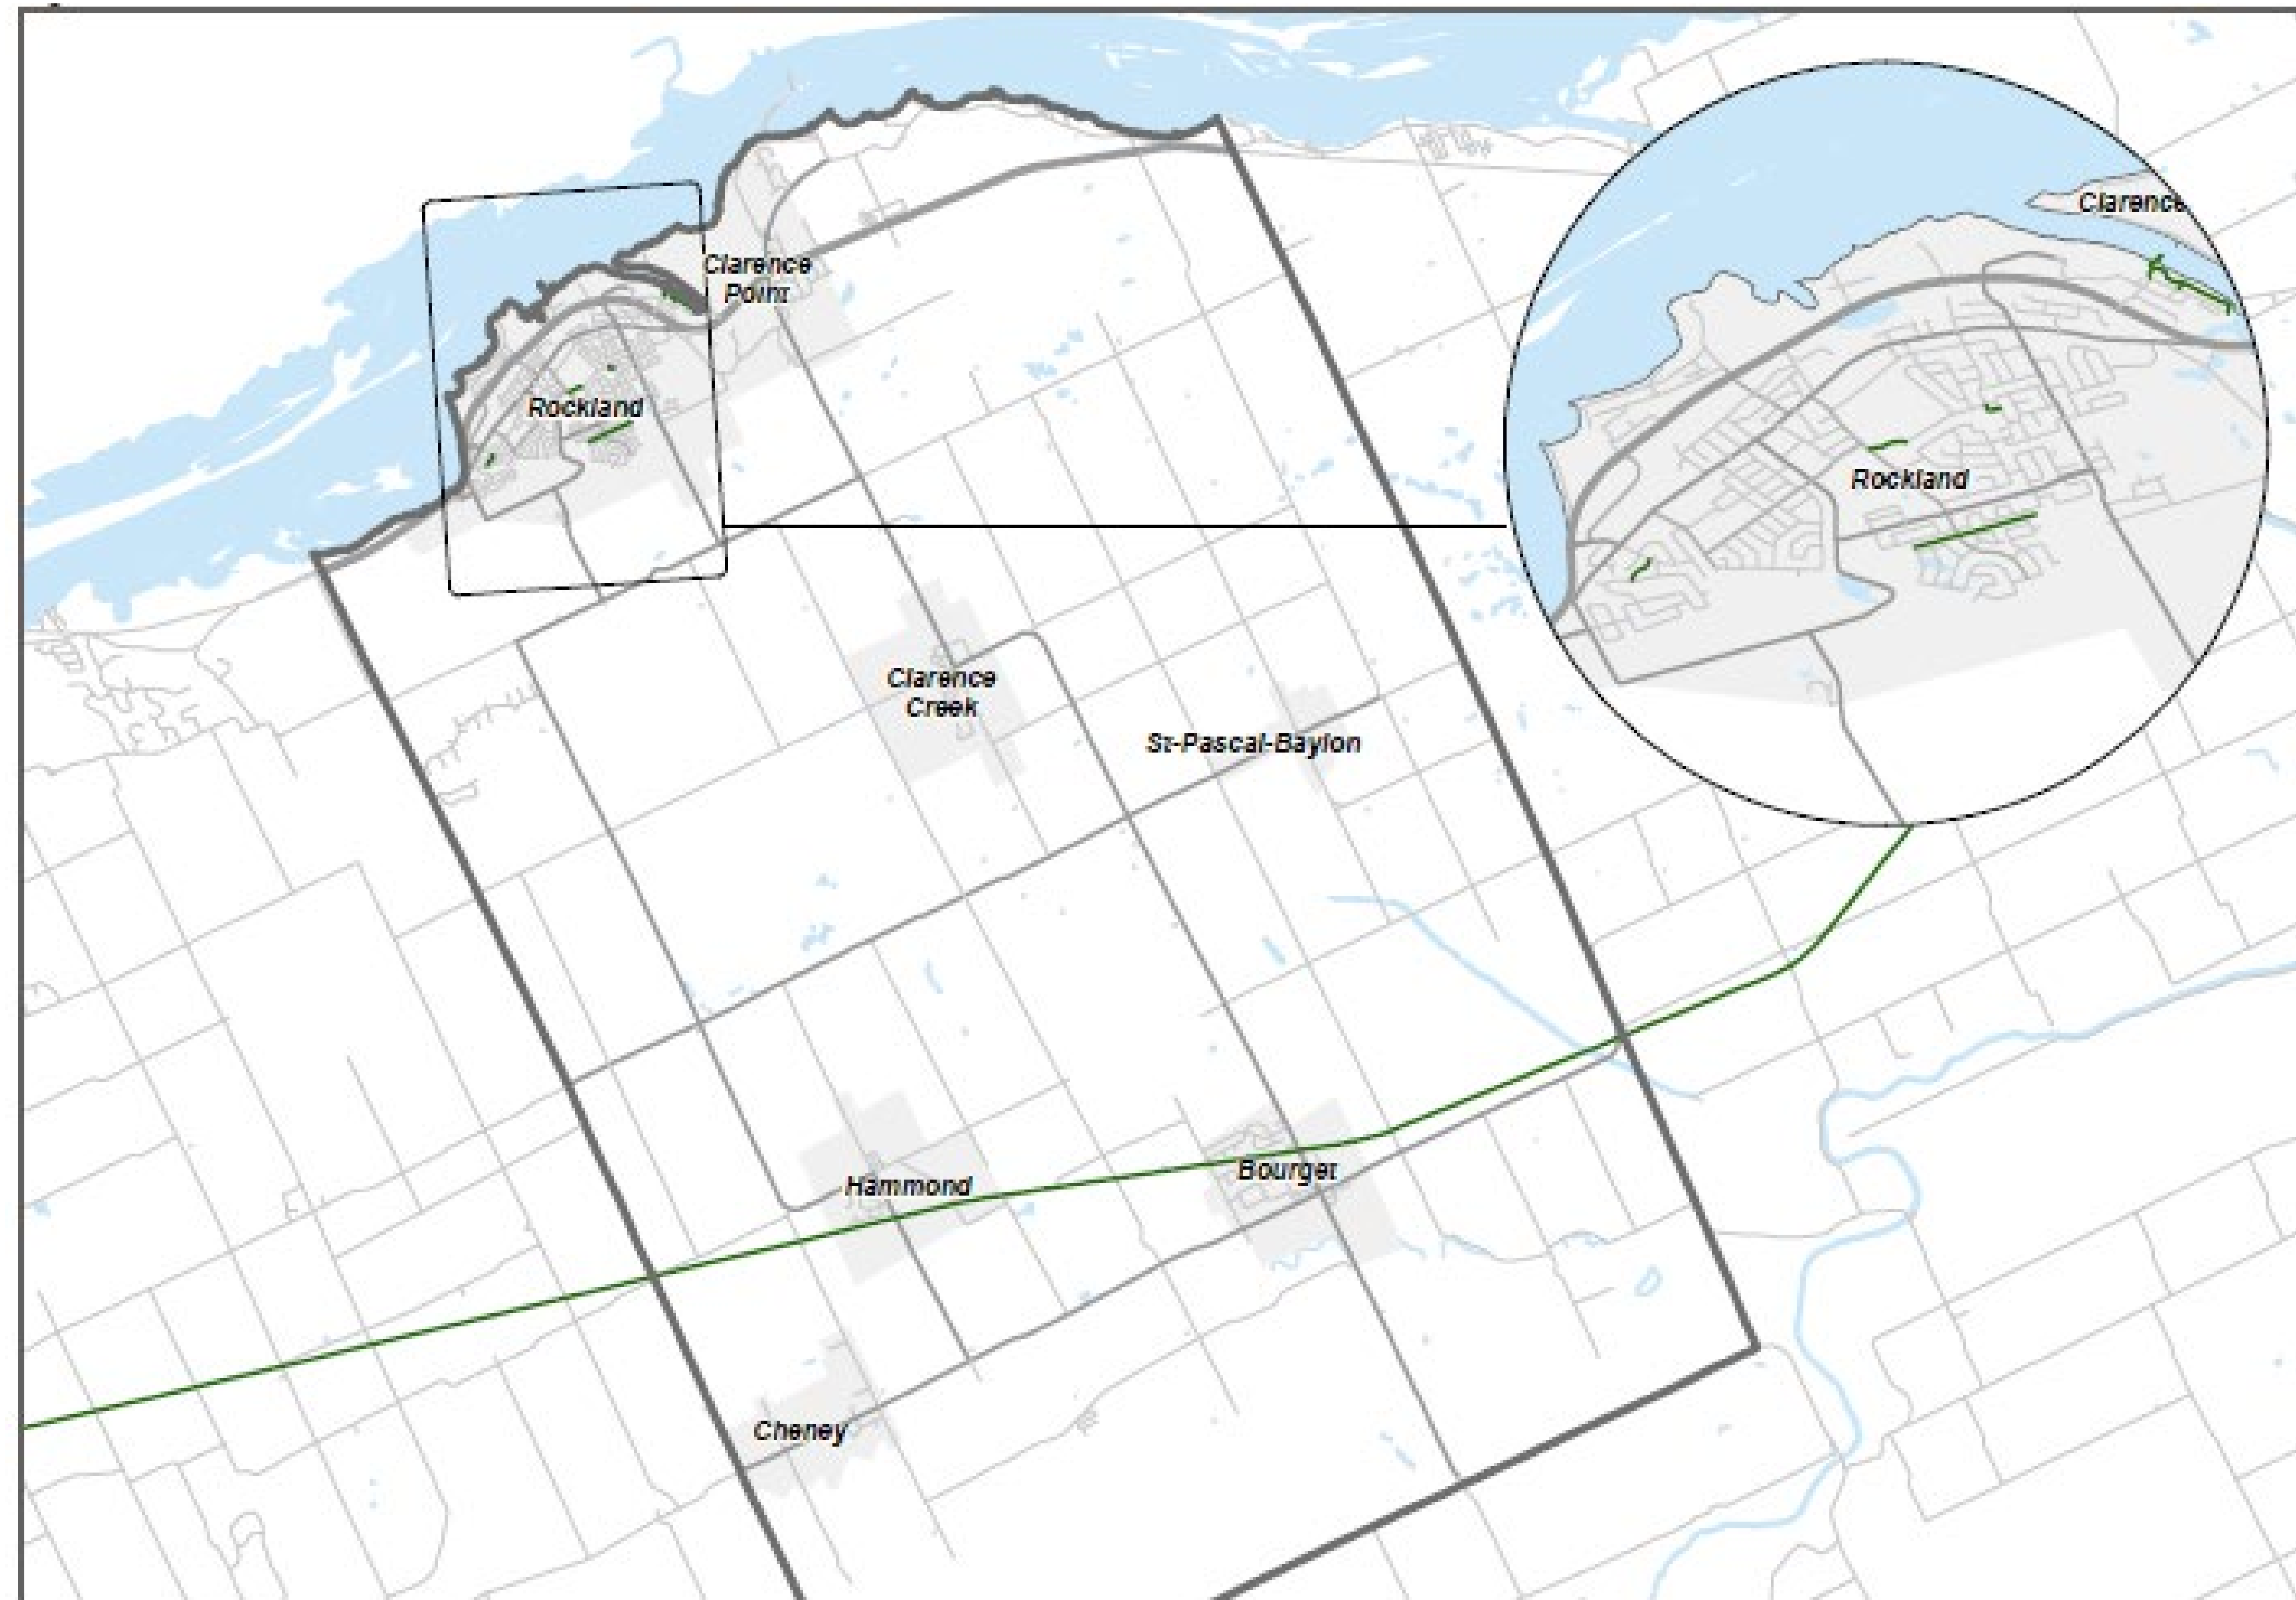 Clarence
Clarence
Point
Rockland
Rockland
Clarence
Creek
St-Pascal-Baylon
Bourget
Hammond
Cheney